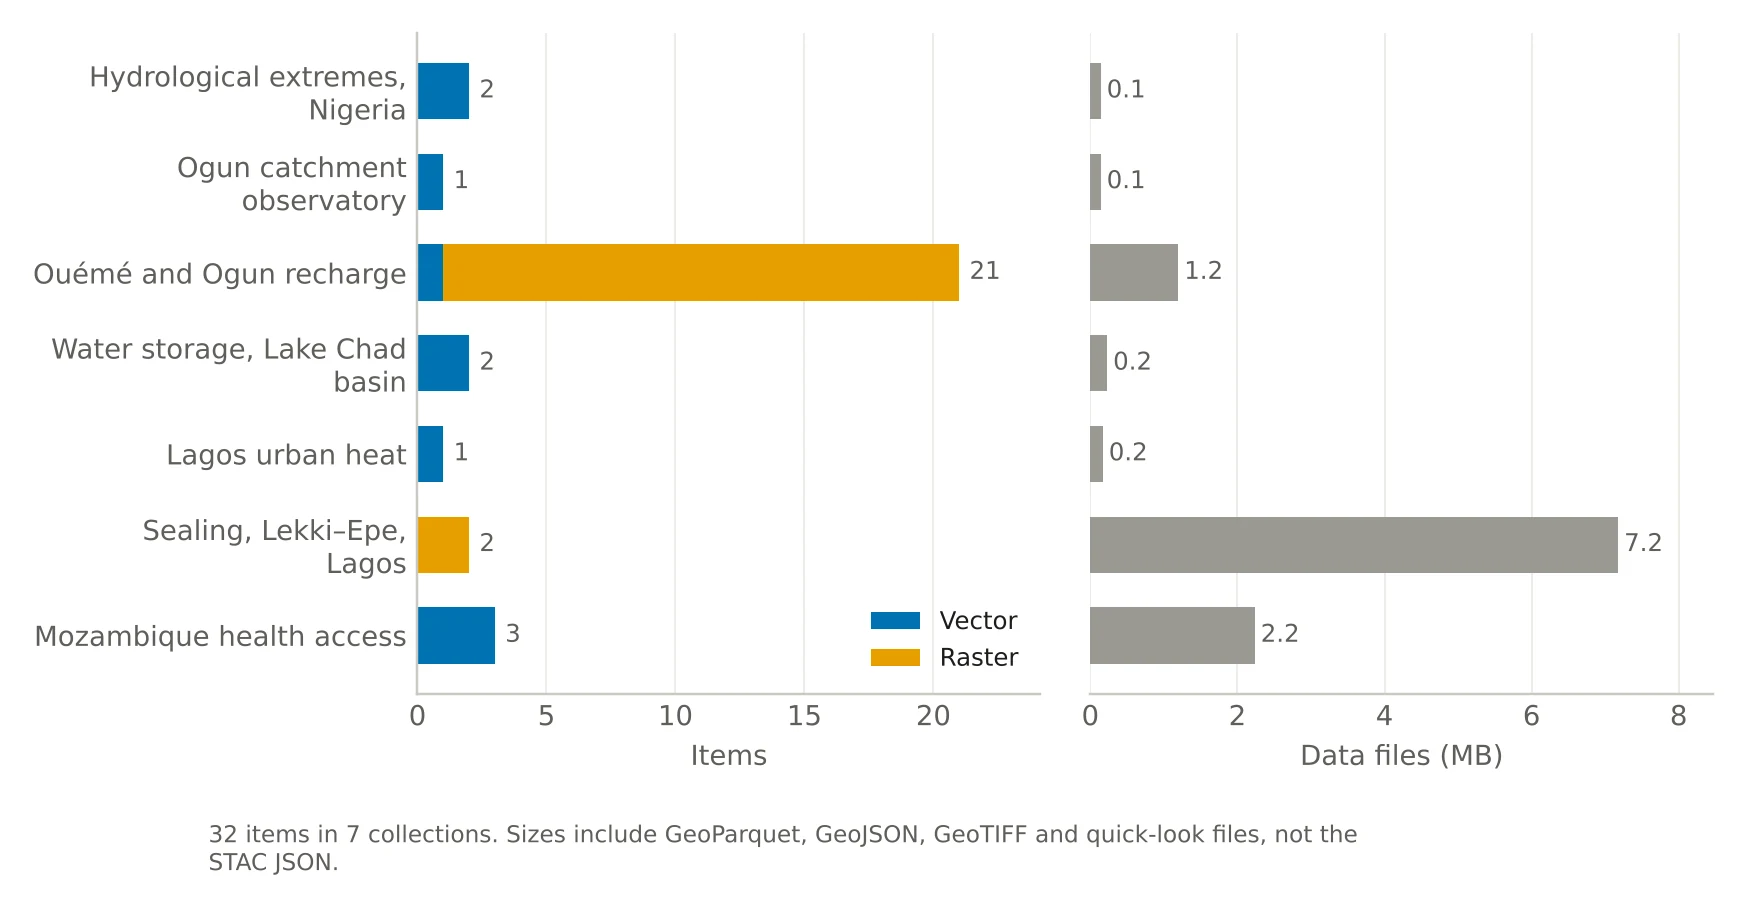 Hydrological extremes,
Nigeria
2
0.1
Ogun catchment
observatory
1
0.1
Ouémé and Ogun recharge
21
1.2
Water storage, Lake Chad
basin
2
0.2
Lagos urban heat
1
0.2
Sealing, Lekki–Epe,
Lagos
2
7.2
Mozambique health access
3
2.2
Vector
Raster
0 5 10 15 20
Items
0 2 4 6 8
Data files (MB)
32 items in 7 collections. Sizes include GeoParquet, GeoJSON, GeoTIFF and quick-look files, not the
STAC JSON.